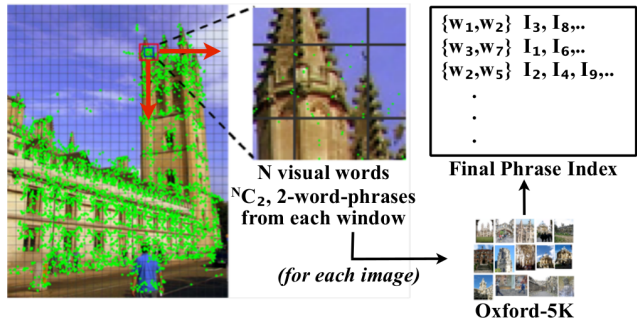 {w₁,w₂} I₃, I₈,..
{w₃,w₇} I₁, I₆,..
{w₂,w₅} I₂, I₄, I₉,..
.
.
.
Final Phrase Index
N visual words
ᴺC₂, 2-word-phrases
from each window
(for each image)
Oxford-5K